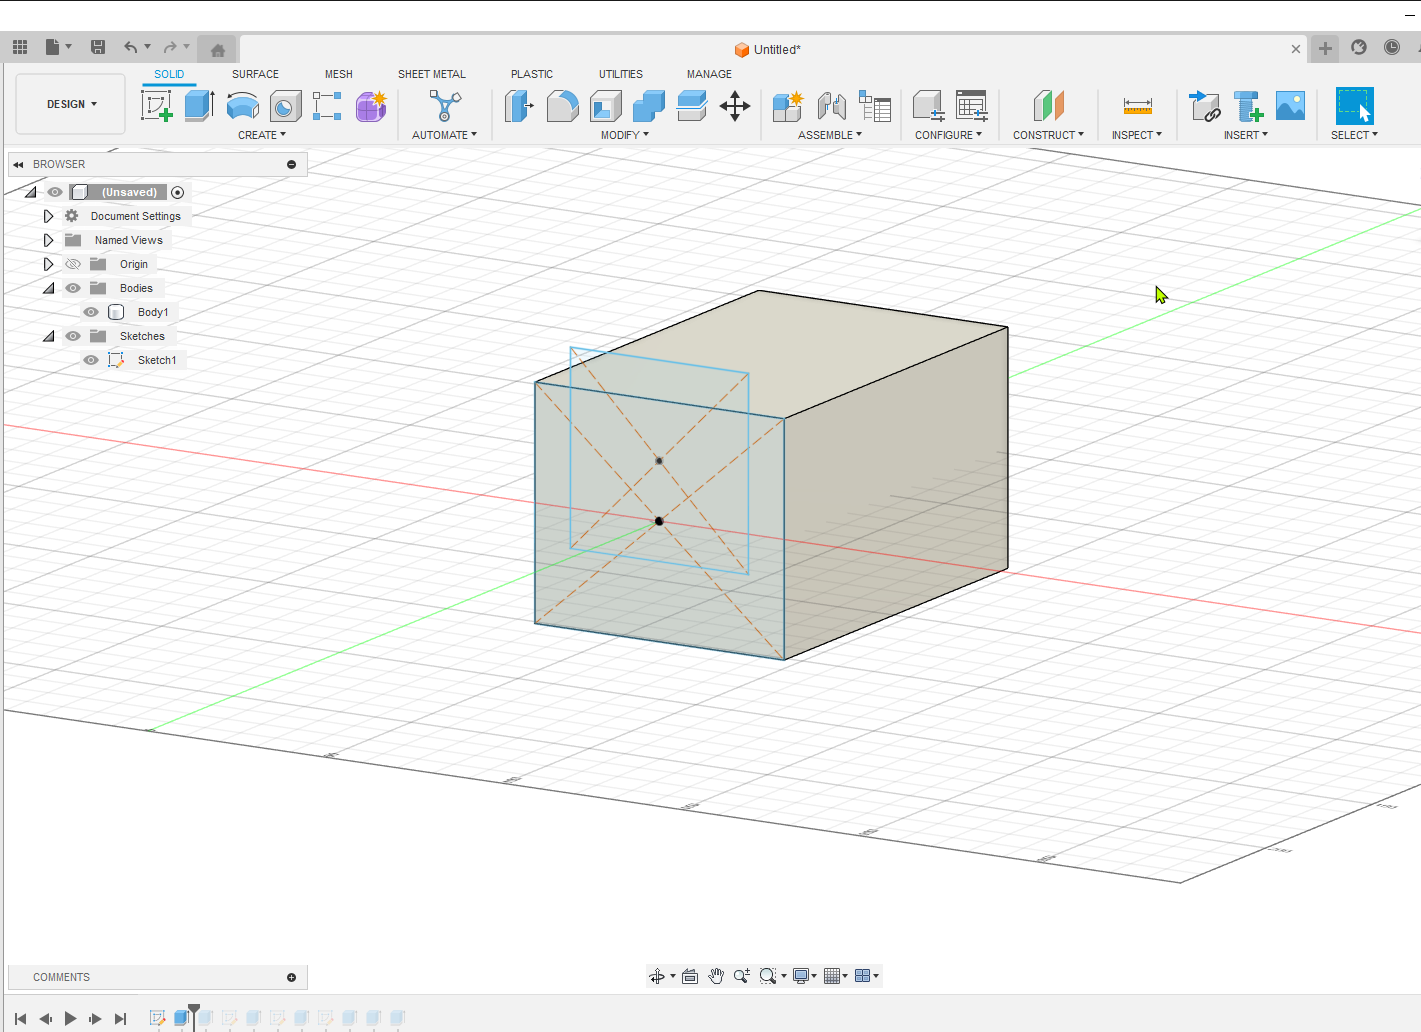 Untitled*
DESIGN
SOLID SURFACE MESH SHEET METAL PLASTIC UTILITIES MANAGE
CREATE AUTOMATE MODIFY ASSEMBLE CONFIGURE CONSTRUCT INSPECT INSERT SELECT
BROWSER
(Unsaved)
Document Settings
Named Views
Origin
Bodies
Body1
Sketches
Sketch1
COMMENTS